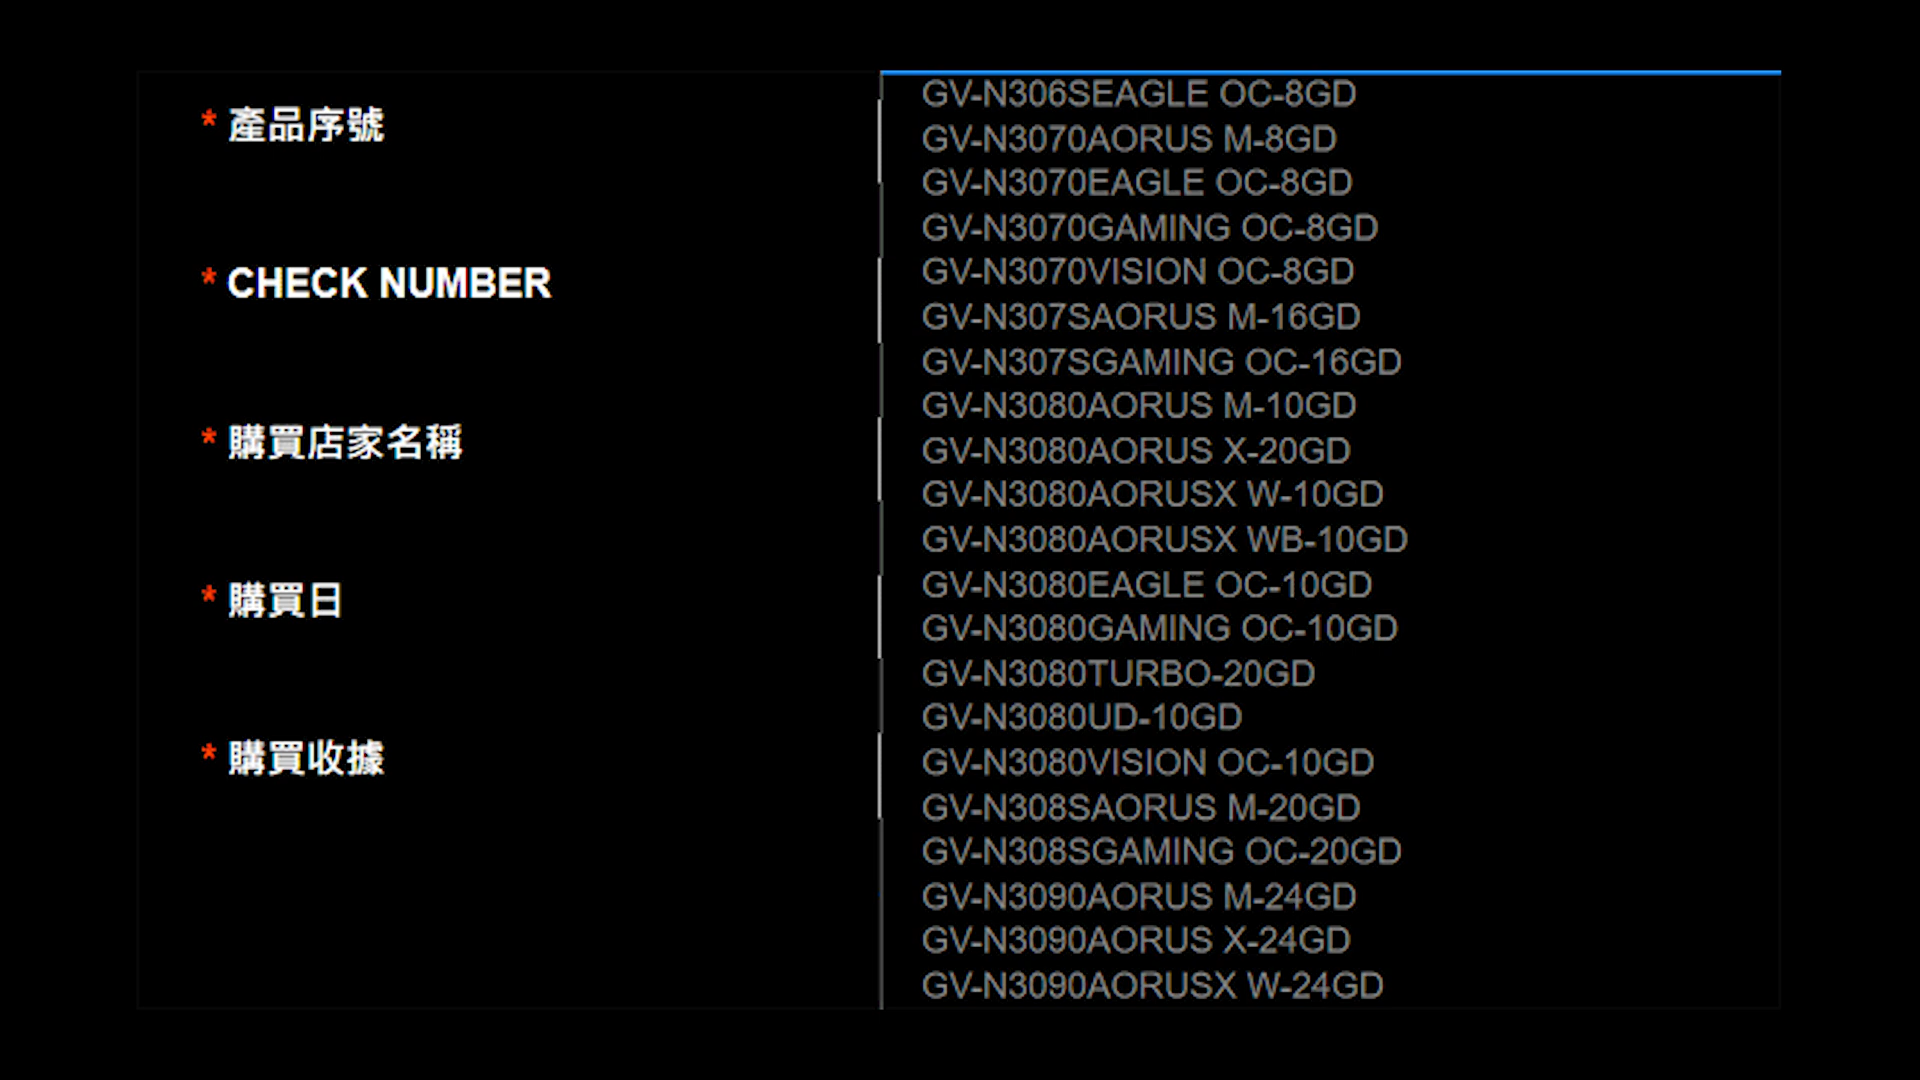 * 產品序號
* CHECK NUMBER
* 購買店家名稱
* 購買日
* 購買收據
GV-N306SEAGLE OC-8GD
GV-N3070AORUS M-8GD
GV-N3070EAGLE OC-8GD
GV-N3070GAMING OC-8GD
GV-N3070VISION OC-8GD
GV-N307SAORUS M-16GD
GV-N307SGAMING OC-16GD
GV-N3080AORUS M-10GD
GV-N3080AORUS X-20GD
GV-N3080AORUSX W-10GD
GV-N3080AORUSX WB-10GD
GV-N3080EAGLE OC-10GD
GV-N3080GAMING OC-10GD
GV-N3080TURBO-20GD
GV-N3080UD-10GD
GV-N3080VISION OC-10GD
GV-N308SAORUS M-20GD
GV-N308SGAMING OC-20GD
GV-N3090AORUS M-24GD
GV-N3090AORUS X-24GD
GV-N3090AORUSX W-24GD